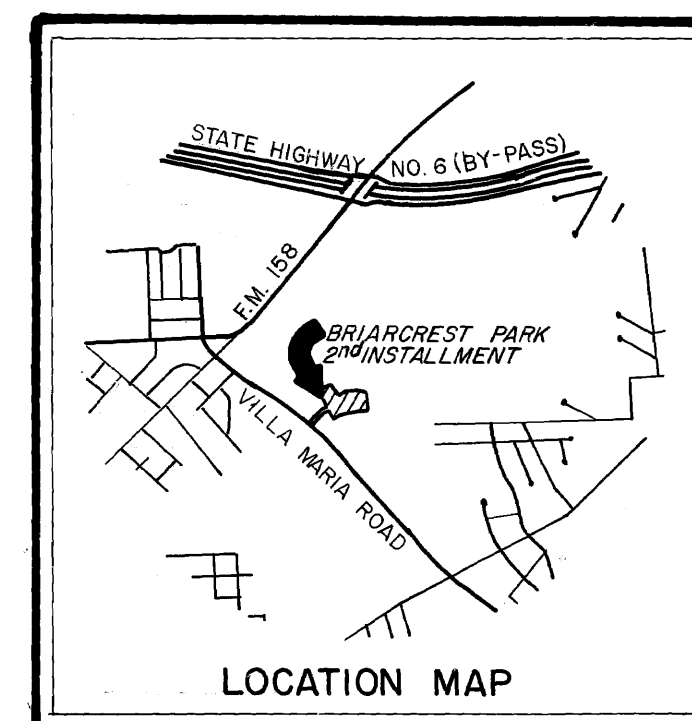 STATE HIGHWAY NO. 6 (BY-PASS)
F.M. 158
BRIARCREST PARK
2nd INSTALLMENT
VILLA MARIA ROAD
LOCATION MAP